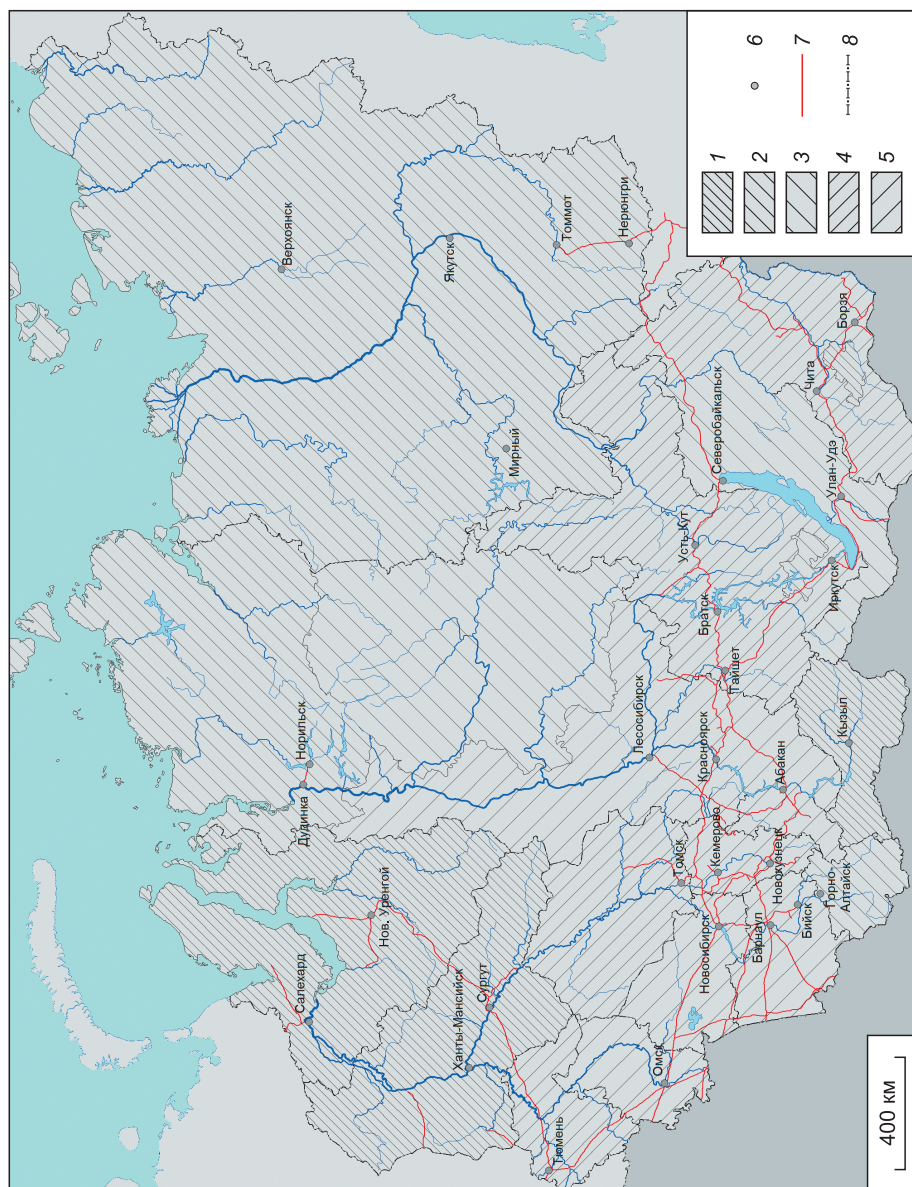 Салехард
Нов. Уренгой
Ханты-Мансийск
Сургут
Тюмень
Омск
Дудинка
Норильск
Лесосибирск
Томск
Кемерово
Новосибирск
Новокузнецк
Барнаул
Бийск
Горно-
Алтайск
Красноярск
Абакан
Кызыл
Тайшет
Братск
Усть-Кут
Иркутск
Северобайкальск
Улан-Удэ
Чита
Борзя
Мирный
Верхоянск
Якутск
Томмот
Нерюнгри
400 км
1
2
3
4
5
6
7
8